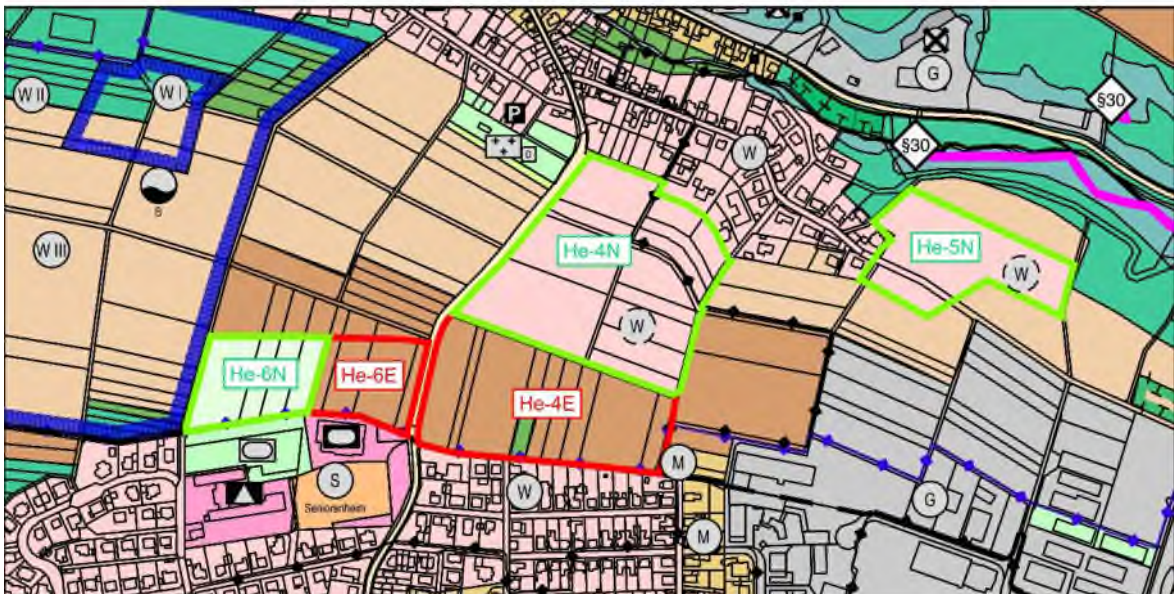 §30
G
W II
W I
P
§30
W
He-4N
He-5N
W
B
W III
W
He-6N
He-6E
He-4E
M
S
Seniorenheim
W
G
M